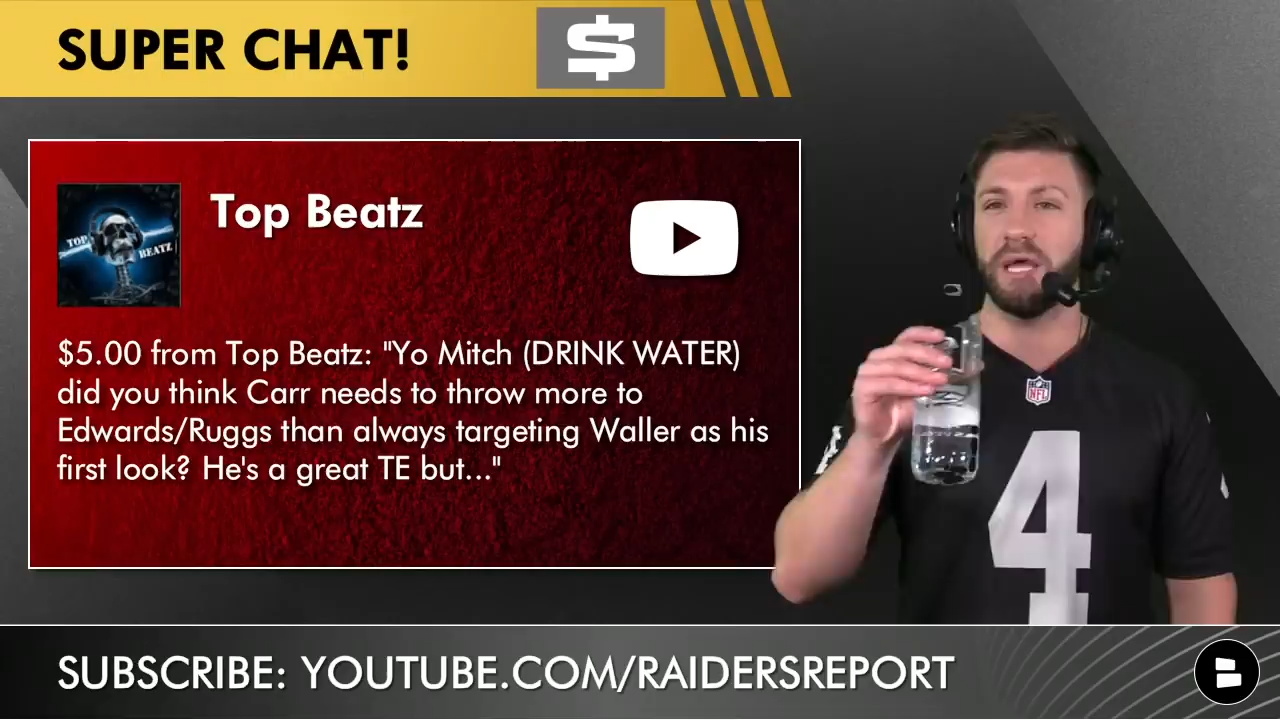 SUPER CHAT!
$
Top Beatz
TOP BEATZ
$5.00 from Top Beatz: "Yo Mitch (DRINK WATER)
did you think Carr needs to throw more to
Edwards/Ruggs than always targeting Waller as his
first look? He's a great TE but..."
NFL
4
SUBSCRIBE: YOUTUBE.COM/RAIDERSREPORT